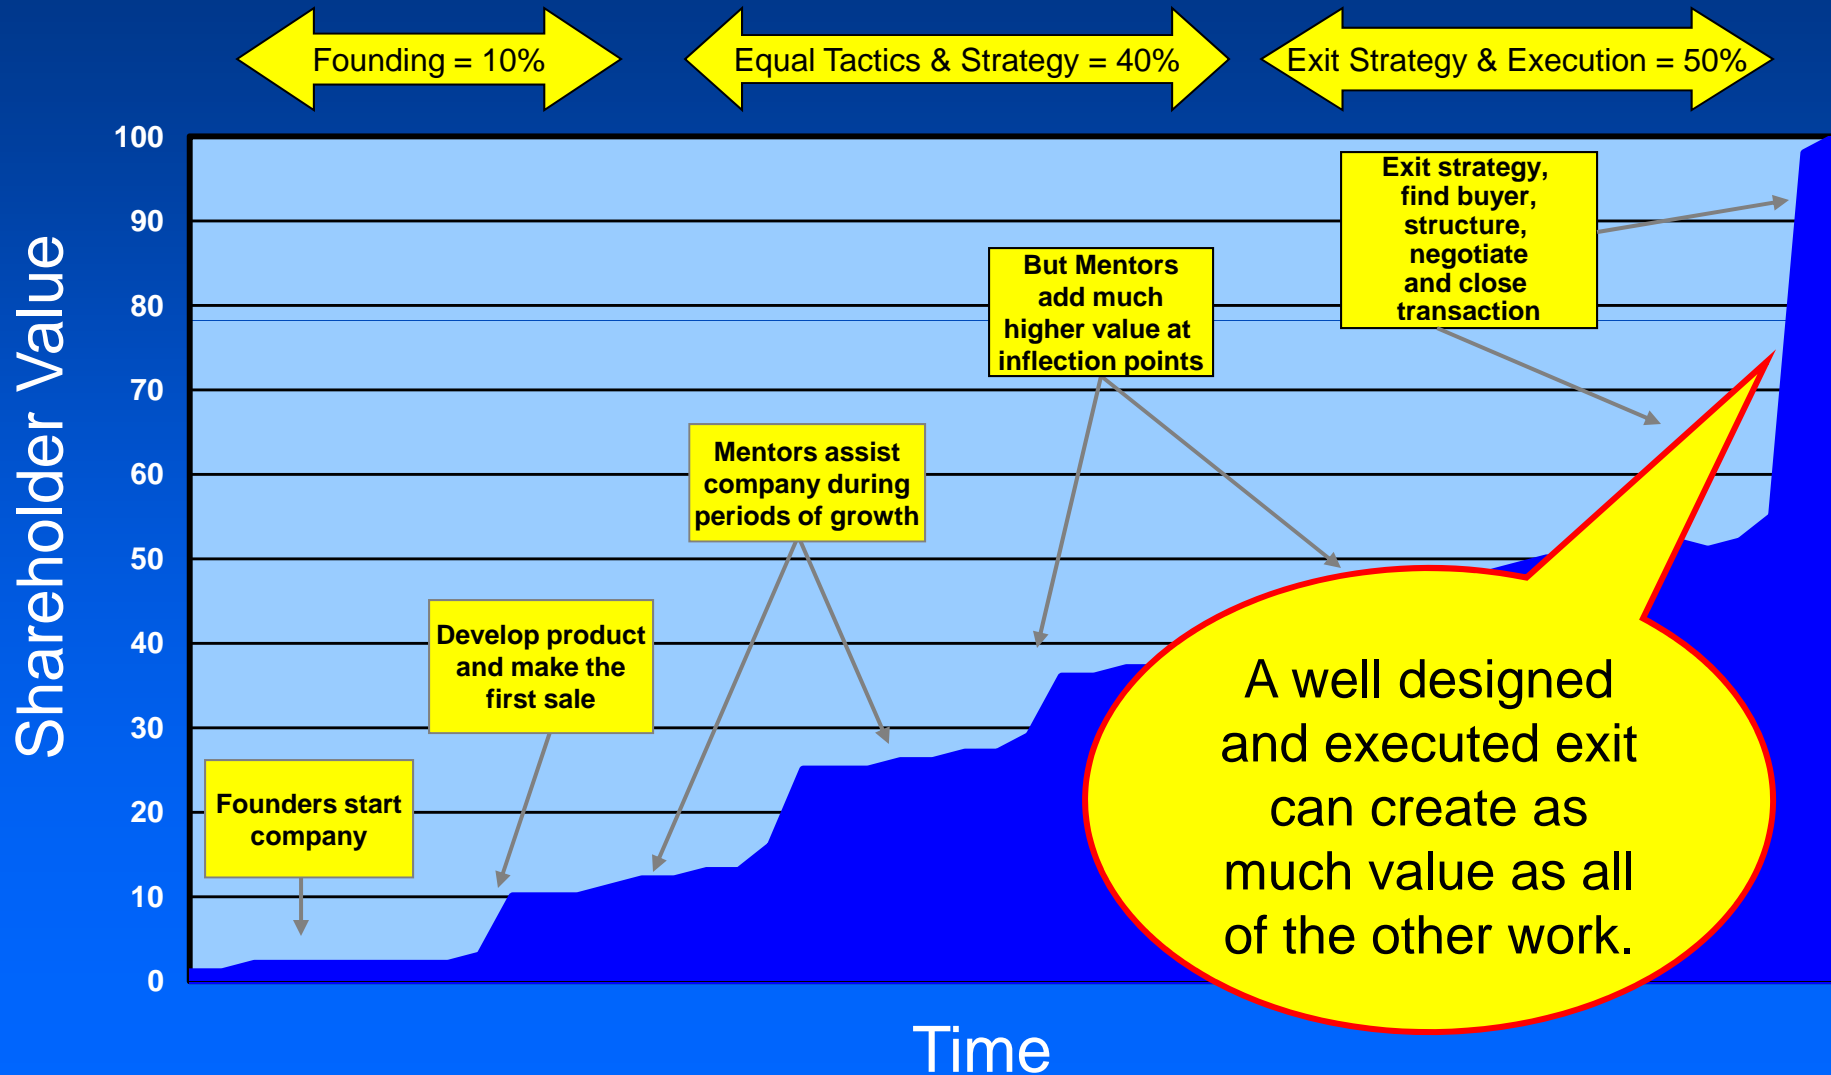 Founding = 10%
Equal Tactics & Strategy = 40%
Exit Strategy & Execution = 50%
Shareholder Value
100
90
80
70
60
50
40
30
20
10
0
Founders start
company
Develop product
and make the
first sale
Mentors assist
company during
periods of growth
But Mentors
add much
higher value at
inflection points
Exit strategy,
find buyer,
structure,
negotiate
and close
transaction
A well designed
and executed exit
can create as
much value as all
of the other work.
Time